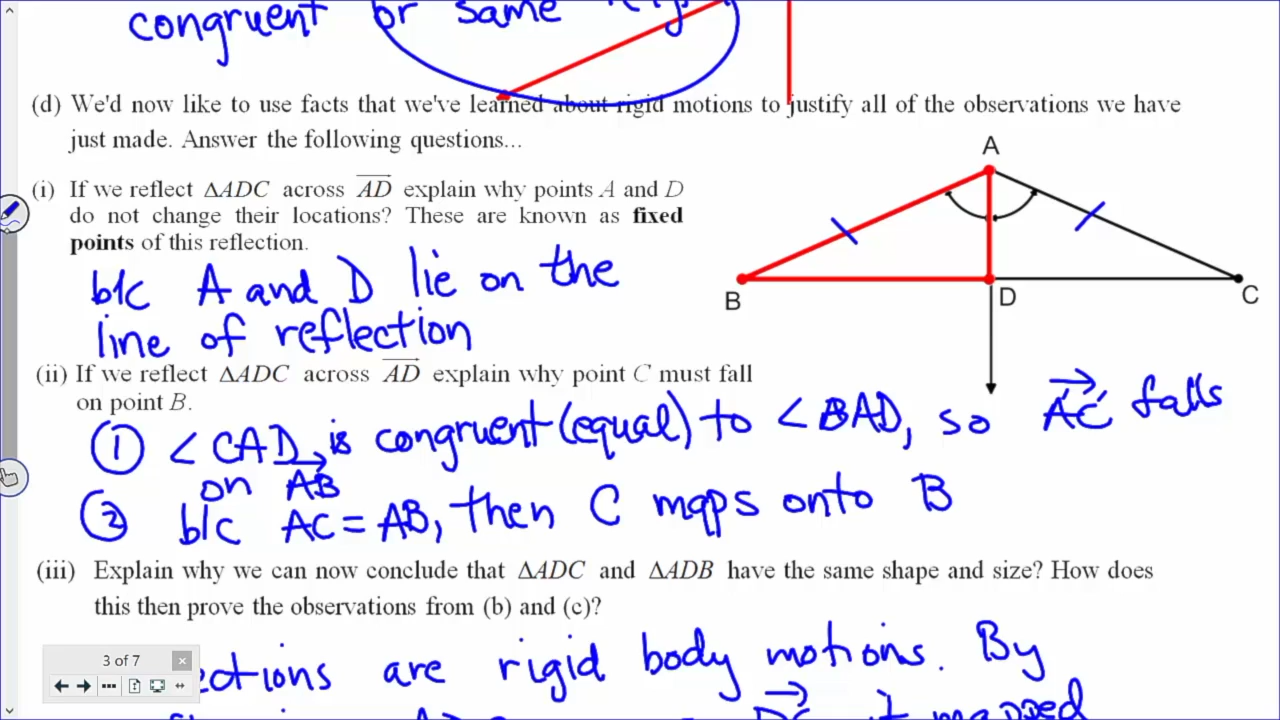 congruent or same
(d) We'd now like to use facts that we've learned about rigid motions to justify all of the observations we have
just made. Answer the following questions...
A
(i) If we reflect ΔADC across AD explain why points A and D
do not change their locations? These are known as fixed
points of this reflection.
b/c A and D lie on the
line of reflection
B
D
C
(ii) If we reflect ΔADC across AD explain why point C must fall
on point B.
① ∠CAD is congruent (equal) to ∠BAD, so A'C' falls
on AB
② b/c AC = AB, then C maps onto B
(iii) Explain why we can now conclude that ΔADC and ΔADB have the same shape and size? How does
this then prove the observations from (b) and (c)?
3 of 7
ections are rigid body motions. By
DC it mapped